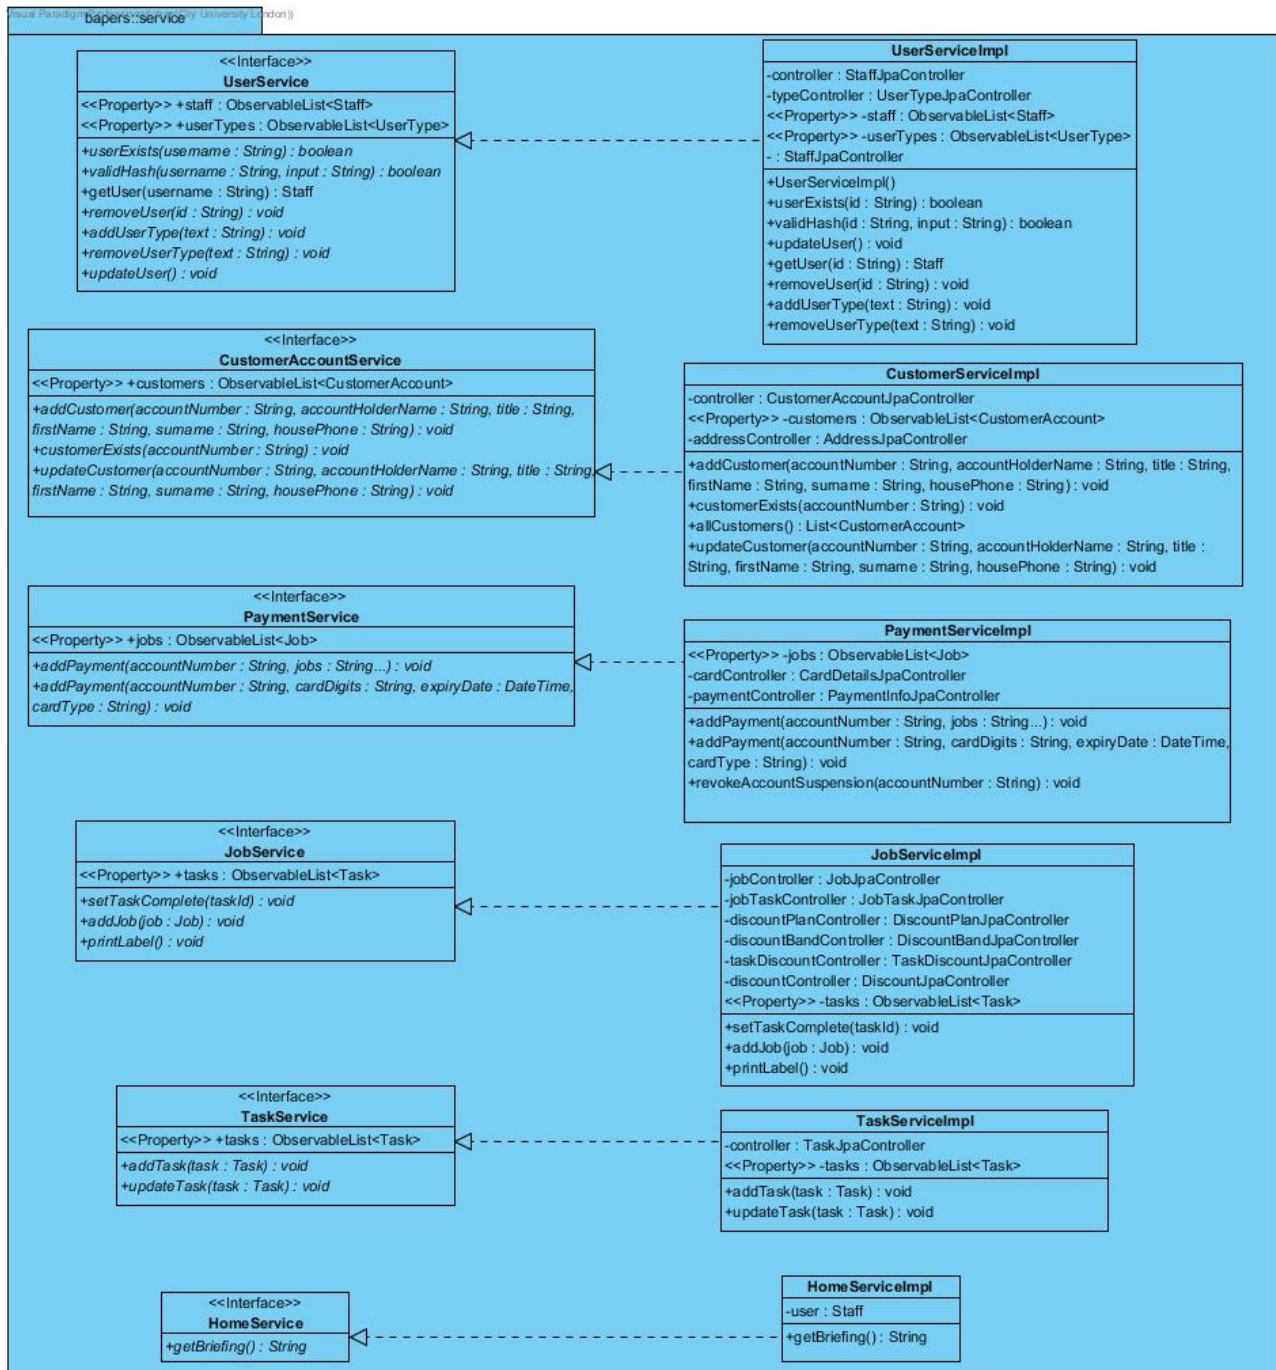 bapers::service
<<Interface>>
UserService
<<Property>> +staff : ObservableList<Staff>
<<Property>> +userTypes : ObservableList<UserType>
+userExists(username : String) : boolean
+validHash(username : String, input : String) : boolean
+getUser(username : String) : Staff
+removeUser(id : String) : void
+addUserType(text : String) : void
+removeUserType(text : String) : void
+updateUser() : void
UserServiceImpl
-controller : StaffJpaController
-typeController : UserTypeJpaController
<<Property>> -staff : ObservableList<Staff>
<<Property>> -userTypes : ObservableList<UserType>
- : StaffJpaController
+UserServiceImpl()
+userExists(id : String) : boolean
+validHash(id : String, input : String) : boolean
+updateUser() : void
+getUser(id : String) : Staff
+removeUser(id : String) : void
+addUserType(text : String) : void
+removeUserType(text : String) : void
<<Interface>>
CustomerAccountService
<<Property>> +customers : ObservableList<CustomerAccount>
+addCustomer(accountNumber : String, accountHolderName : String, title : String,
firstName : String, surname : String, housePhone : String) : void
+customerExists(accountNumber : String) : void
+updateCustomer(accountNumber : String, accountHolderName : String, title : String,
firstName : String, surname : String, housePhone : String) : void
CustomerServiceImpl
-controller : CustomerAccountJpaController
<<Property>> -customers : ObservableList<CustomerAccount>
-addressController : AddressJpaController
+addCustomer(accountNumber : String, accountHolderName : String, title : String,
firstName : String, surname : String, housePhone : String) : void
+customerExists(accountNumber : String) : void
+allCustomers() : List<CustomerAccount>
+updateCustomer(accountNumber : String, accountHolderName : String, title :
String, firstName : String, surname : String, housePhone : String) : void
<<Interface>>
PaymentService
<<Property>> +jobs : ObservableList<Job>
+addPayment(accountNumber : String, jobs : String...) : void
+addPayment(accountNumber : String, cardDigits : String, expiryDate : DateTime,
cardType : String) : void
PaymentServiceImpl
<<Property>> -jobs : ObservableList<Job>
-cardController : CardDetailsJpaController
-paymentController : PaymentInfoJpaController
+addPayment(accountNumber : String, jobs : String...) : void
+addPayment(accountNumber : String, cardDigits : String, expiryDate : DateTime,
cardType : String) : void
+revokeAccountSuspension(accountNumber : String) : void
<<Interface>>
JobService
<<Property>> +tasks : ObservableList<Task>
+setTaskComplete(taskId) : void
+addJob(job : Job) : void
+printLabel() : void
JobServiceImpl
-jobController : JobJpaController
-jobTaskController : JobTaskJpaController
-discountPlanController : DiscountPlanJpaController
-discountBandController : DiscountBandJpaController
-taskDiscountController : TaskDiscountJpaController
-discountController : DiscountJpaController
<<Property>> -tasks : ObservableList<Task>
+setTaskComplete(taskId) : void
+addJob(job : Job) : void
+printLabel() : void
<<Interface>>
TaskService
<<Property>> +tasks : ObservableList<Task>
+addTask(task : Task) : void
+updateTask(task : Task) : void
TaskServiceImpl
-controller : TaskJpaController
<<Property>> -tasks : ObservableList<Task>
+addTask(task : Task) : void
+updateTask(task : Task) : void
<<Interface>>
HomeService
+getBriefing() : String
HomeServiceImpl
-user : Staff
+getBriefing() : String